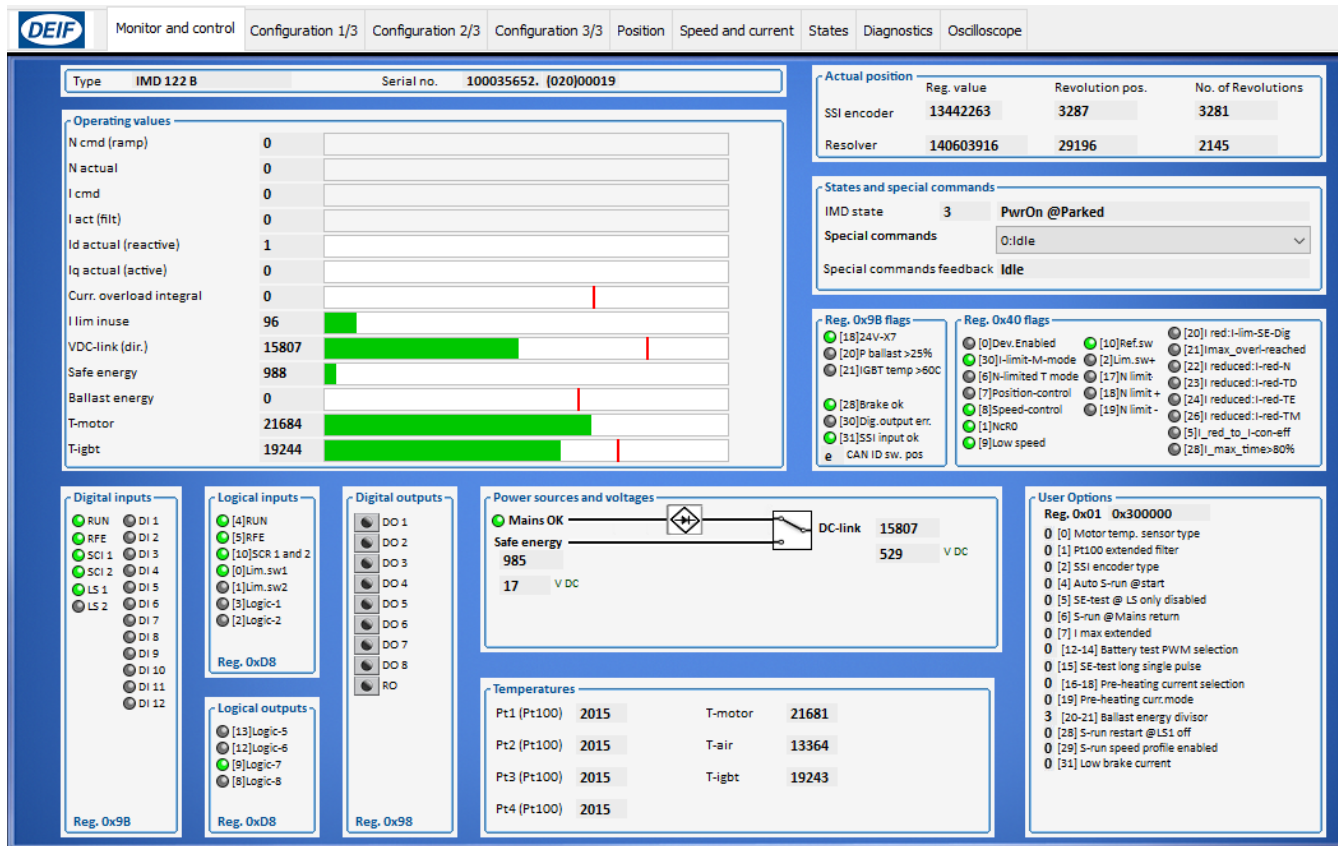 DEIF Monitor and control Configuration 1/3 Configuration 2/3 Configuration 3/3 Position Speed and current States Diagnostics Oscilloscope
Type IMD 122 B Serial no. 100035652. (020)00019
Operating values
N cmd (ramp) 0
N actual 0
I cmd 0
I act (filt) 0
Id actual (reactive) 1
Iq actual (active) 0
Curr. overload integral 0
I lim inuse 96
VDC-link (dir.) 15807
Safe energy 988
Ballast energy 0
T-motor 21684
T-igbt 19244
Actual position
Reg. value Revolution pos. No. of Revolutions
SSI encoder 13442263 3287 3281
Resolver 140603916 29196 2145
States and special commands
IMD state 3 PwrOn @Parked
Special commands 0:Idle
Special commands feedback Idle
Reg. 0x9B flags
[18]24V-X7
[20]P ballast >25%
[21]IGBT temp >60C
[28]Brake ok
[30]Dig.output err.
[31]SSI input ok
e CAN ID sw. pos
Reg. 0x40 flags
[0]Dev.Enabled
[30]I-limit-M-mode
[6]N-limited T mode
[7]Position-control
[8]Speed-control
[1]NcR0
[9]Low speed
[10]Ref.sw
[2]Lim.sw+
[17]N limit
[18]N limit +
[19]N limit -
[20]I red:I-lim-SE-Dig
[21]Imax_overl-reached
[22]I reduced:I-red-N
[23]I reduced:I-red-TD
[24]I reduced:I-red-TE
[26]I reduced:I-red-TM
[5]I_red_to_I-con-eff
[28]I_max_time>80%
Digital inputs
RUN DI 1
RFE DI 2
SCI 1 DI 3
SCI 2 DI 4
LS 1 DI 5
LS 2 DI 6
DI 7
DI 8
DI 9
DI 10
DI 11
DI 12
Reg. 0x9B
Logical inputs
[4]RUN
[5]RFE
[10]SCR 1 and 2
[0]Lim.sw1
[1]Lim.sw2
[3]Logic-1
[2]Logic-2
Reg. 0xD8
Logical outputs
[13]Logic-5
[12]Logic-6
[9]Logic-7
[8]Logic-8
Reg. 0xD8
Digital outputs
DO 1
DO 2
DO 3
DO 4
DO 5
DO 6
DO 7
DO 8
RO
Reg. 0x98
Power sources and voltages
Mains OK DC-link 15807
Safe energy 529 V DC
985
17 V DC
Temperatures
Pt1 (Pt100) 2015 T-motor 21681
Pt2 (Pt100) 2015 T-air 13364
Pt3 (Pt100) 2015 T-igbt 19243
Pt4 (Pt100) 2015
User Options
Reg. 0x01 0x300000
0 [0] Motor temp. sensor type
0 [1] Pt100 extended filter
0 [2] SSI encoder type
0 [4] Auto S-run @start
0 [5] SE-test @ LS only disabled
0 [6] S-run @Mains return
0 [7] I max extended
0 [12-14] Battery test PWM selection
0 [15] SE-test long single pulse
0 [16-18] Pre-heating current selection
0 [19] Pre-heating curr.mode
3 [20-21] Ballast energy divisor
0 [28] S-run restart @LS1 off
0 [29] S-run speed profile enabled
0 [31] Low brake current